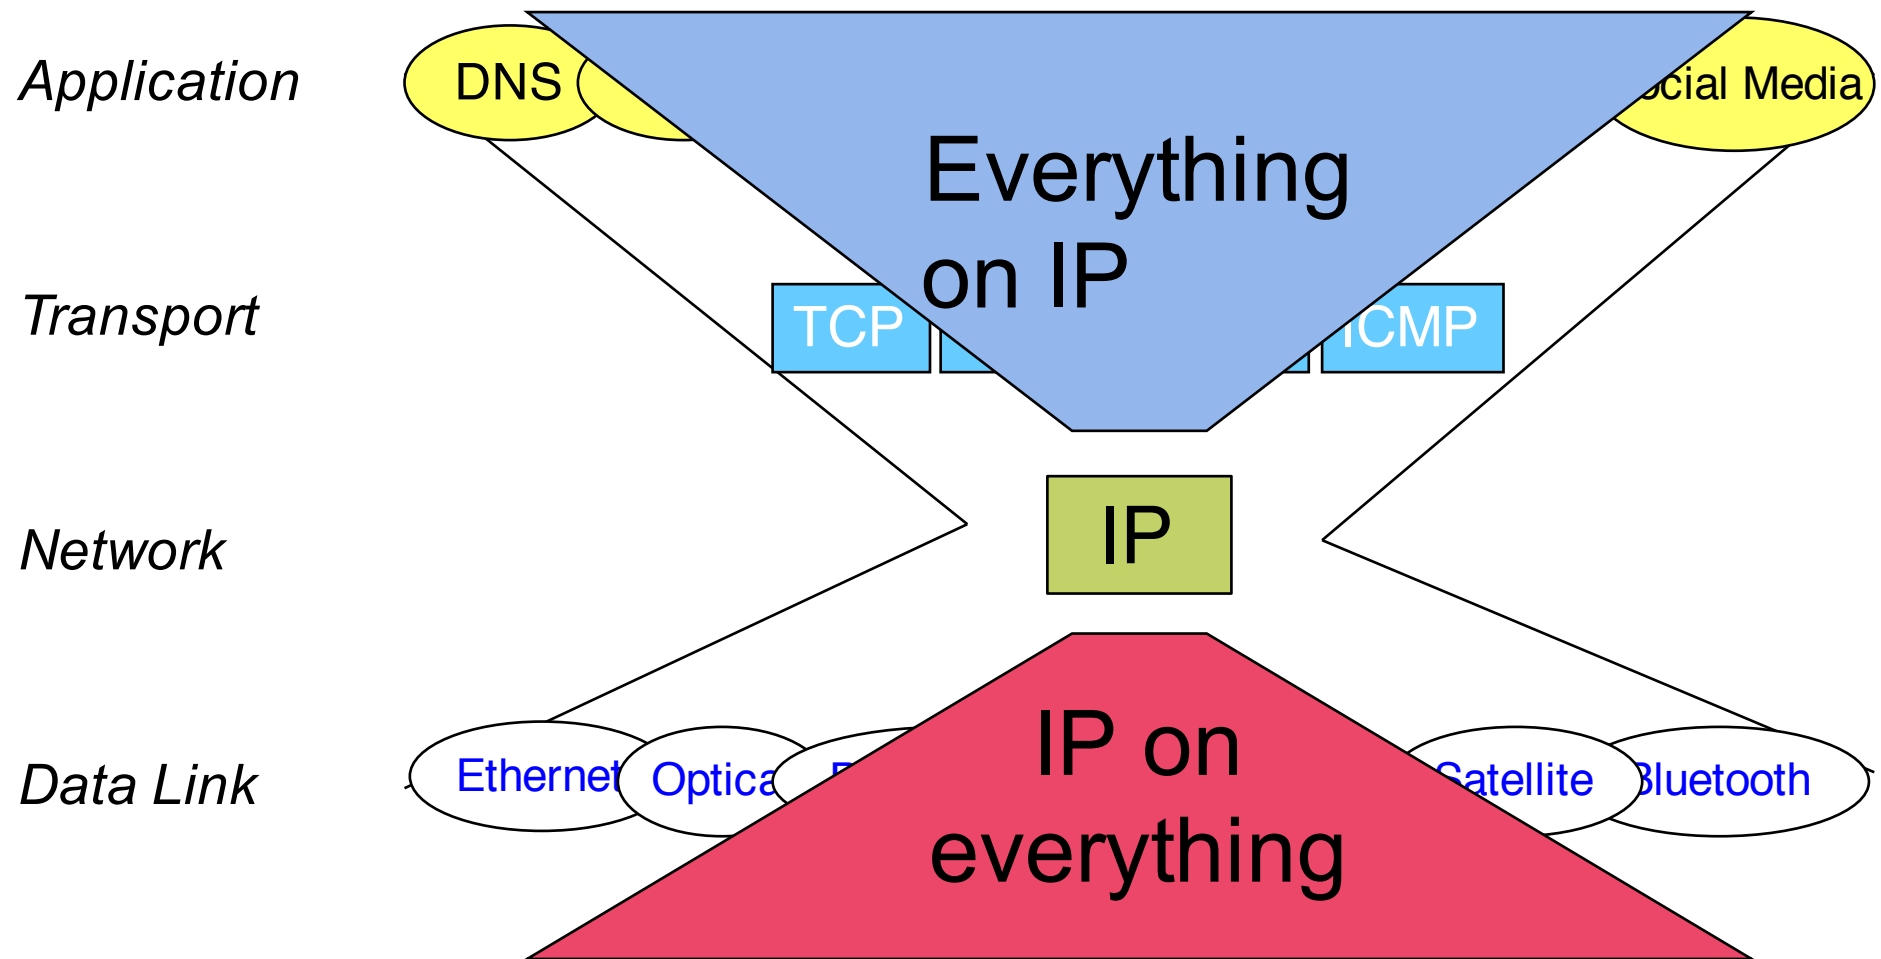 Application
DNS
Social Media
Everything
on IP
Transport
TCP
ICMP
Network
IP
Data Link
Ethernet
Optical
Satellite
Bluetooth
IP on
everything